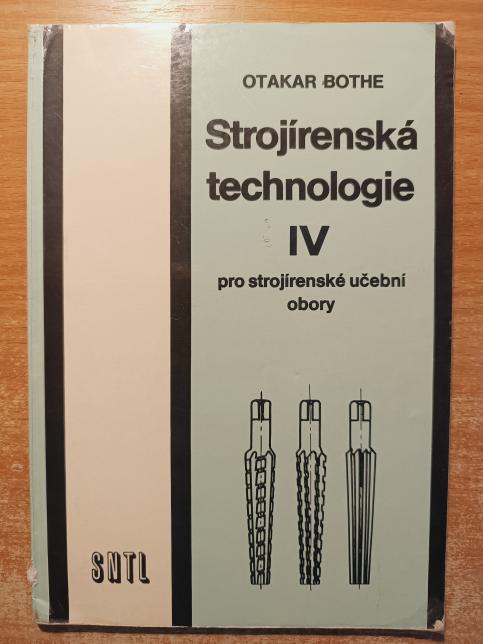 OTAKAR BOTHE
Strojírenská
technologie
IV
pro strojírenské učební
obory
SNTL